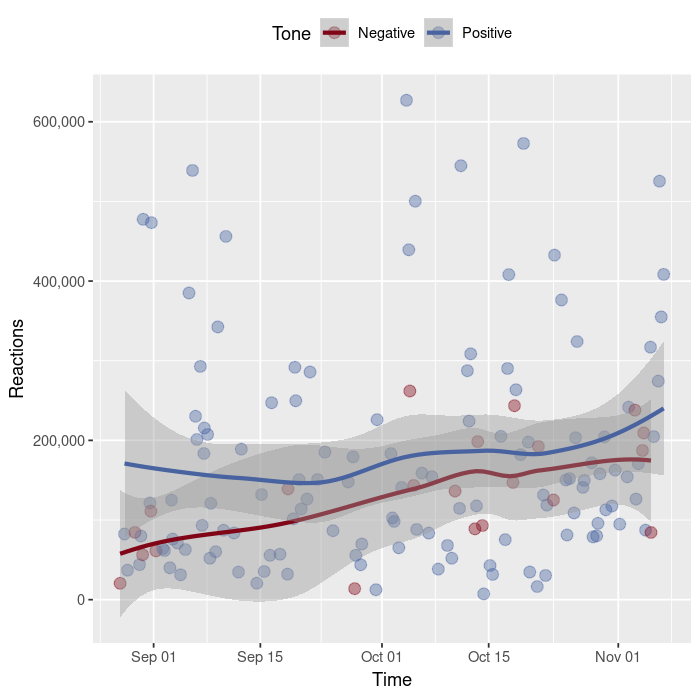 Tone Negative Positive
Reactions
600,000
400,000
200,000
0
Sep 01 Sep 15 Oct 01 Oct 15 Nov 01
Time